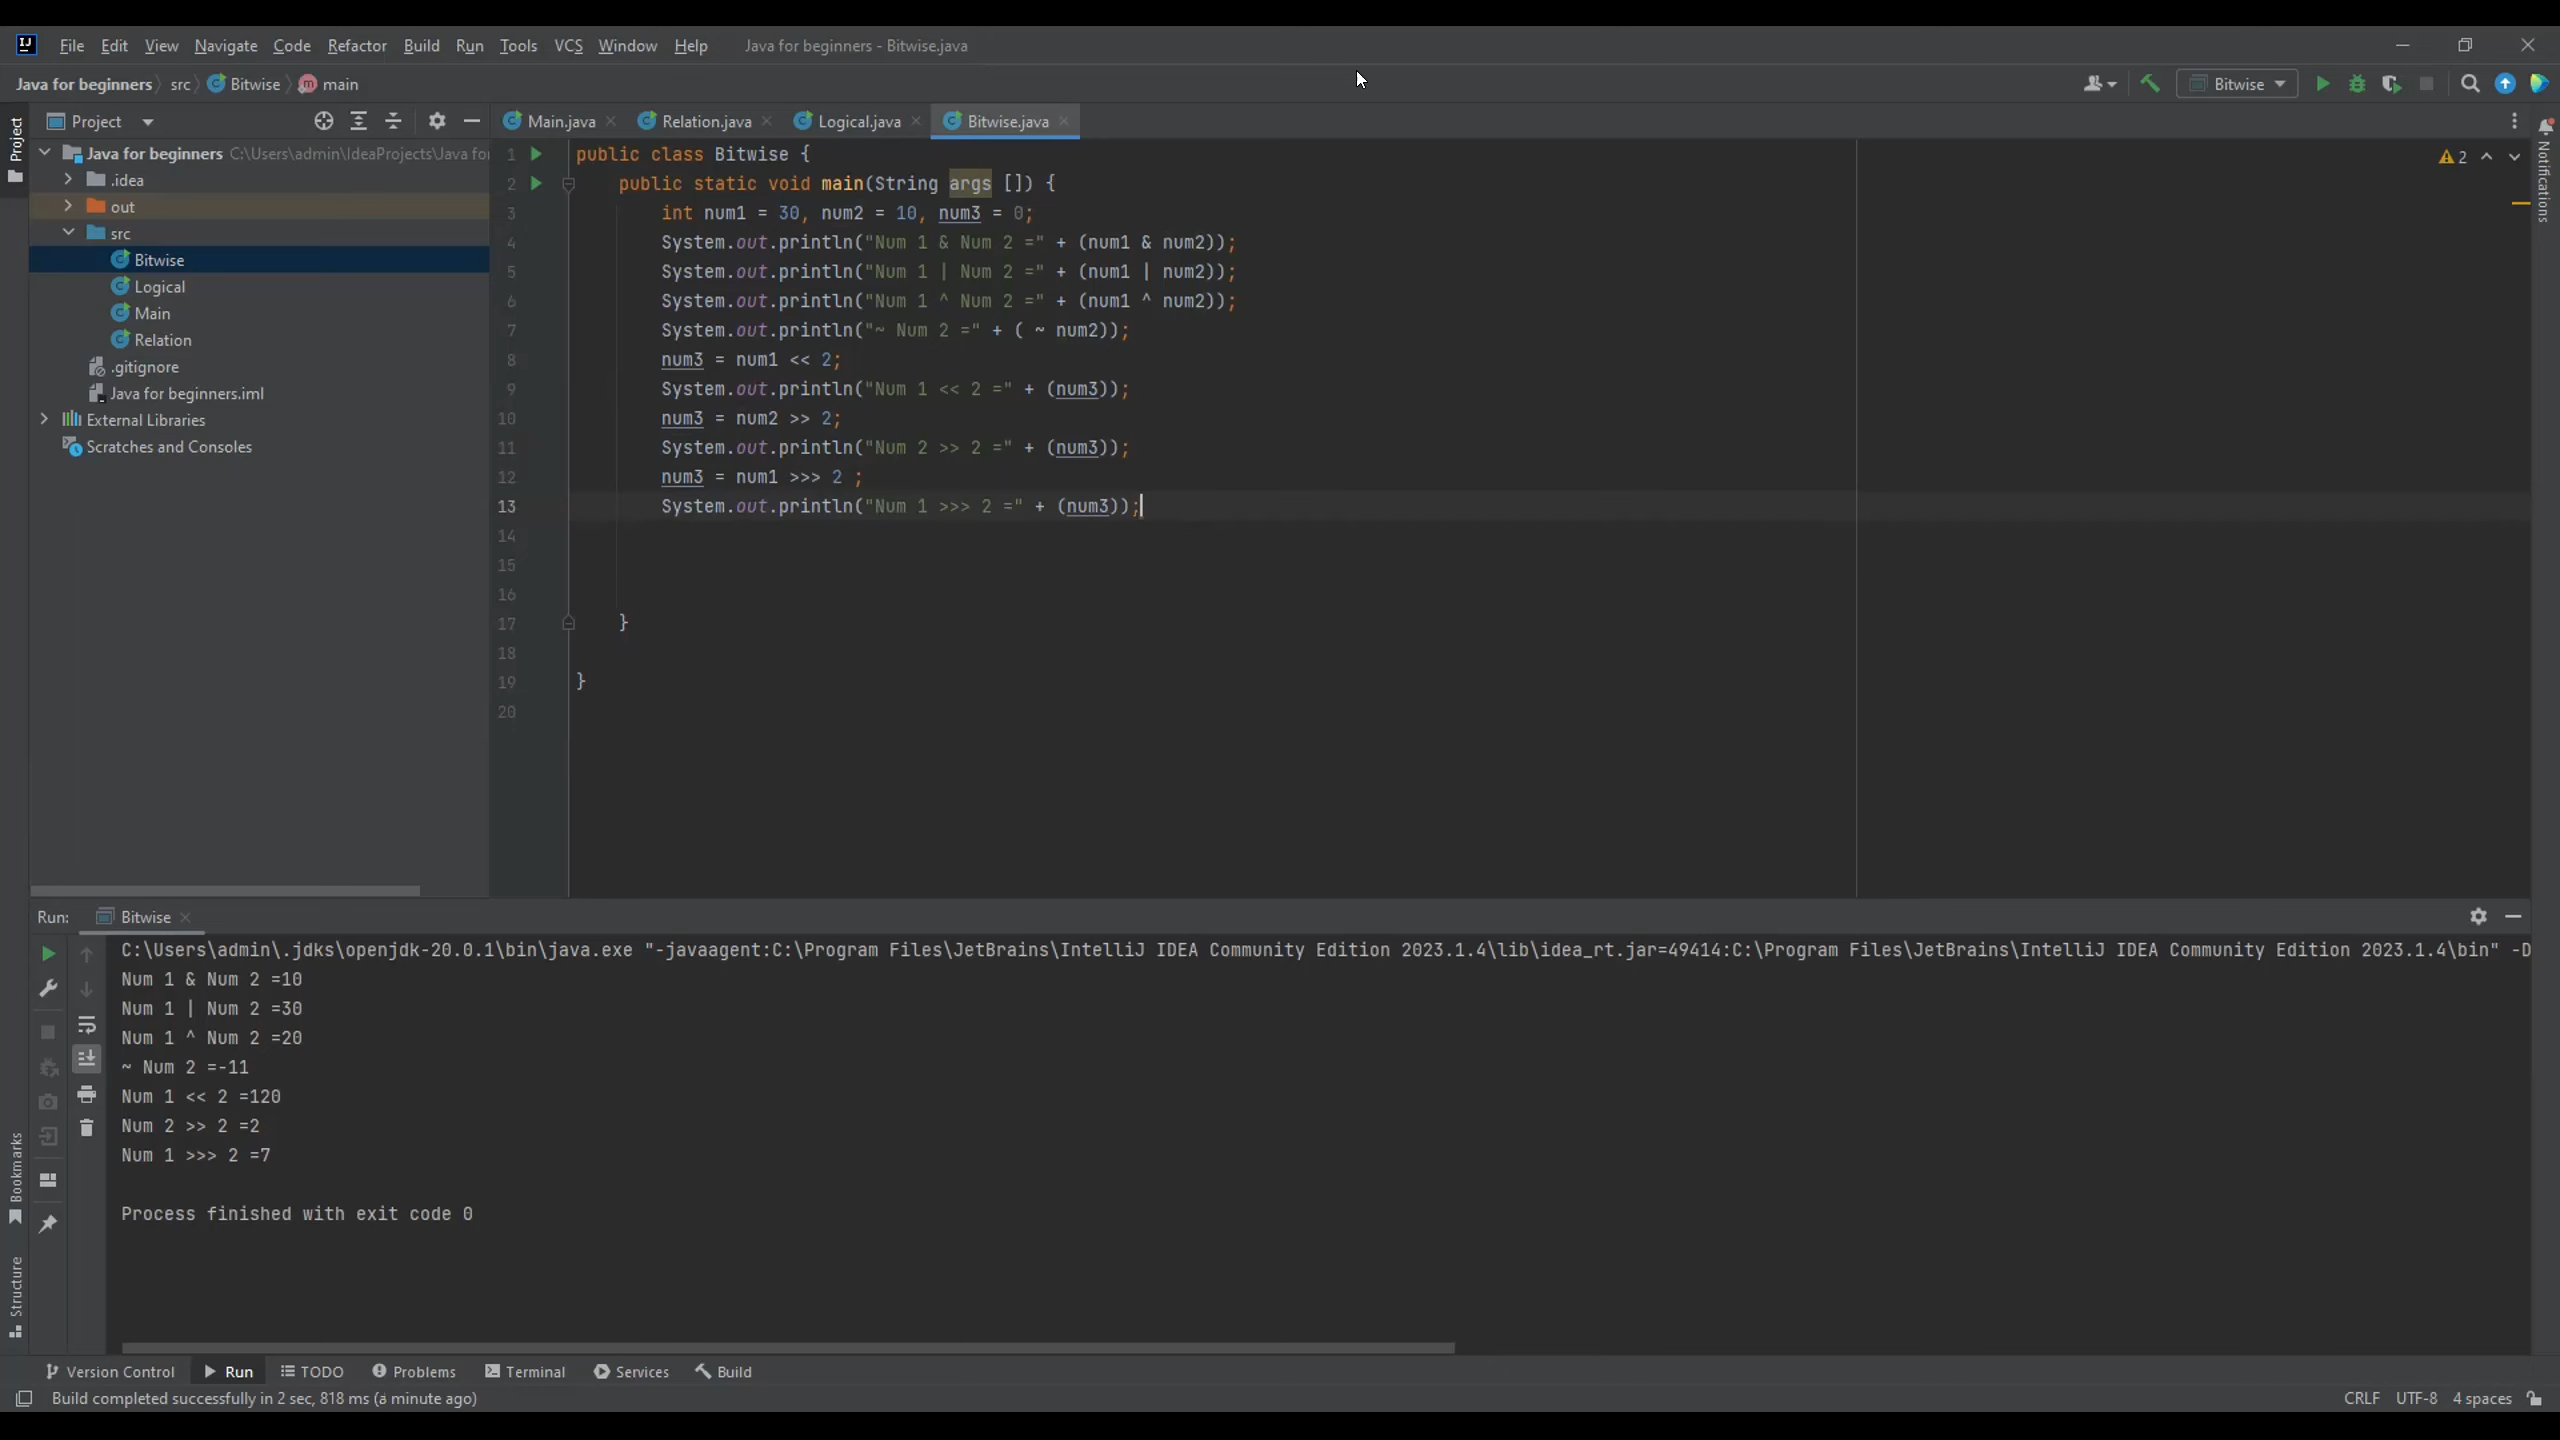 File Edit View Navigate Code Refactor Build Run Tools VCS Window Help Java for beginners - Bitwise.java
Java for beginners src Bitwise main Bitwise
Project Main.java Relation.java Logical.java Bitwise.java
Project
Notifications
Java for beginners C:\Users\admin\IdeaProjects\Java for
.idea
out
src
Bitwise
Logical
Main
Relation
.gitignore
Java for beginners.iml
External Libraries
Scratches and Consoles
2
1 public class Bitwise {
2 public static void main(String args []) {
3 int num1 = 30, num2 = 10, num3 = 0;
4 System.out.println("Num 1 & Num 2 =" + (num1 & num2));
5 System.out.println("Num 1 | Num 2 =" + (num1 | num2));
6 System.out.println("Num 1 ^ Num 2 =" + (num1 ^ num2));
7 System.out.println("~ Num 2 =" + ( ~ num2));
8 num3 = num1 << 2;
9 System.out.println("Num 1 << 2 =" + (num3));
10 num3 = num2 >> 2;
11 System.out.println("Num 2 >> 2 =" + (num3));
12 num3 = num1 >>> 2 ;
13 System.out.println("Num 1 >>> 2 =" + (num3));
14
15
16
17 }
18
19 }
20
Run: Bitwise
C:\Users\admin\.jdks\openjdk-20.0.1\bin\java.exe "-javaagent:C:\Program Files\JetBrains\IntelliJ IDEA Community Edition 2023.1.4\lib\idea_rt.jar=49414:C:\Program Files\JetBrains\IntelliJ IDEA Community Edition 2023.1.4\bin" -D
Num 1 & Num 2 =10
Num 1 | Num 2 =30
Num 1 ^ Num 2 =20
~ Num 2 =-11
Num 1 << 2 =120
Num 2 >> 2 =2
Num 1 >>> 2 =7
Process finished with exit code 0
Bookmarks
Structure
Version Control Run TODO Problems Terminal Services Build
Build completed successfully in 2 sec, 818 ms (a minute ago) CRLF UTF-8 4 spaces